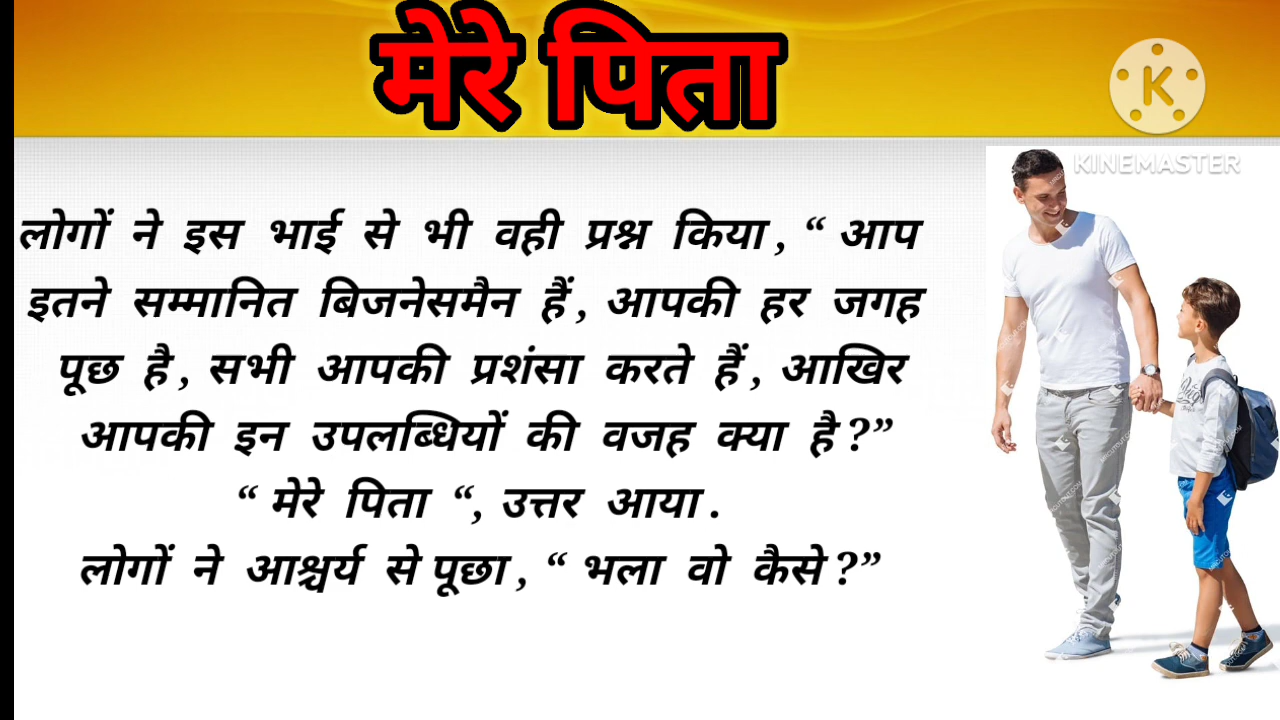 मेरे पिता
K
KINEMASTER
लोगों ने इस भाई से भी वही प्रश्न किया , “ आप
इतने सम्मानित बिजनेसमैन हैं , आपकी हर जगह
पूछ है , सभी आपकी प्रशंसा करते हैं , आखिर
आपकी इन उपलब्धियों की वजह क्या है ?”
“ मेरे पिता “, उत्तर आया .
लोगों ने आश्चर्य से पूछा , “ भला वो कैसे ?”